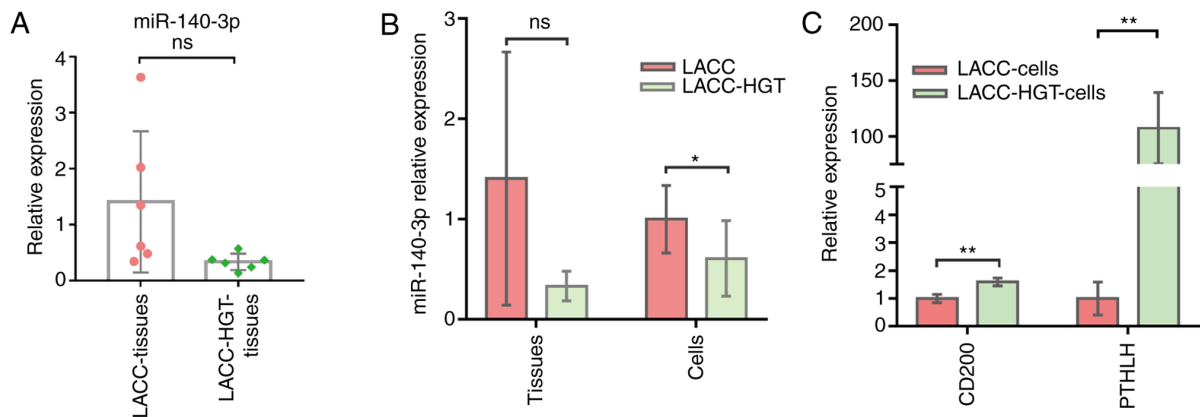 A
miR-140-3p
ns
Relative expression
4
3
2
1
0
LACC-tissues
LACC-HGT-
tissues
B
miR-140-3p relative expression
3
2
1
0
ns
*
LACC
LACC-HGT
Tissues
Cells
C
Relative expression
200
150
100
5
4
3
2
1
0
**
**
LACC-cells
LACC-HGT-cells
CD200
PTHLH